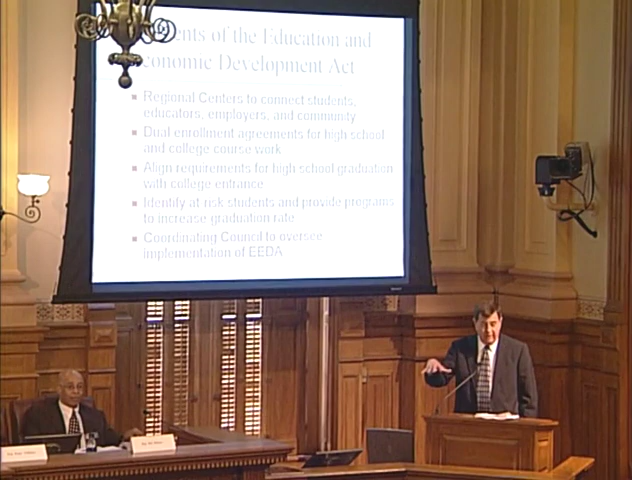 ents of the Education and
conomic Development Act
Regional Centers to connect students,
educators, employers, and community
Dual enrollment agreements for high school
and college course work
Align requirements for high school graduation
with college entrance
Identify at risk students and provide programs
to increase graduation rate
Coordinating Council to oversee
implementation of EEDA